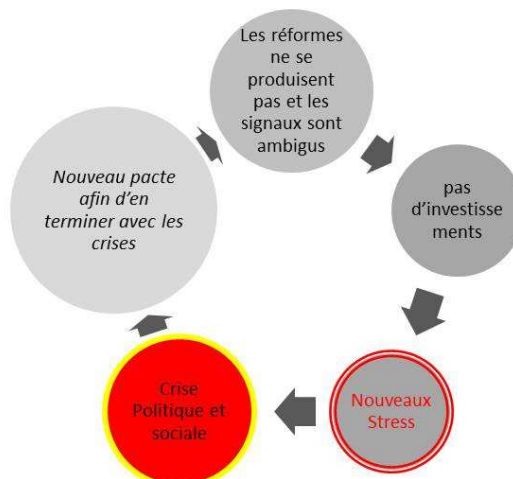 Les réformes
ne se
produisent
pas et les
signaux sont
ambigus
pas
d'investisse
ments
Nouveaux
Stress
Crise
Politique et
sociale
Nouveau pacte
afin d'en
terminer avec les
crises